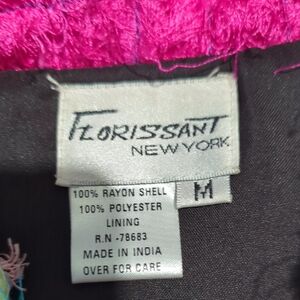 FLORISSANT
NEW YORK
M
100% RAYON SHELL
100% POLYESTER
LINING
R.N -78683
MADE IN INDIA
OVER FOR CARE